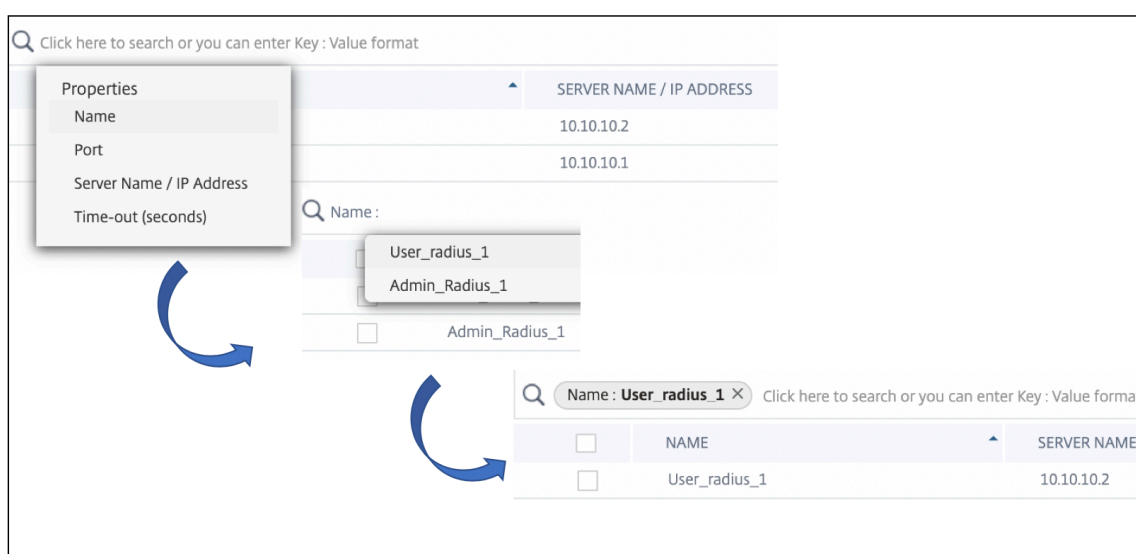 Click here to search or you can enter Key : Value format
Properties
Name
Port
Server Name / IP Address
Time-out (seconds)
SERVER NAME / IP ADDRESS
10.10.10.2
10.10.10.1
Name :
User_radius_1
Admin_Radius_1
Admin_Radius_1
Name : User_radius_1 × Click here to search or you can enter Key : Value forma
NAME SERVER NAME
User_radius_1 10.10.10.2